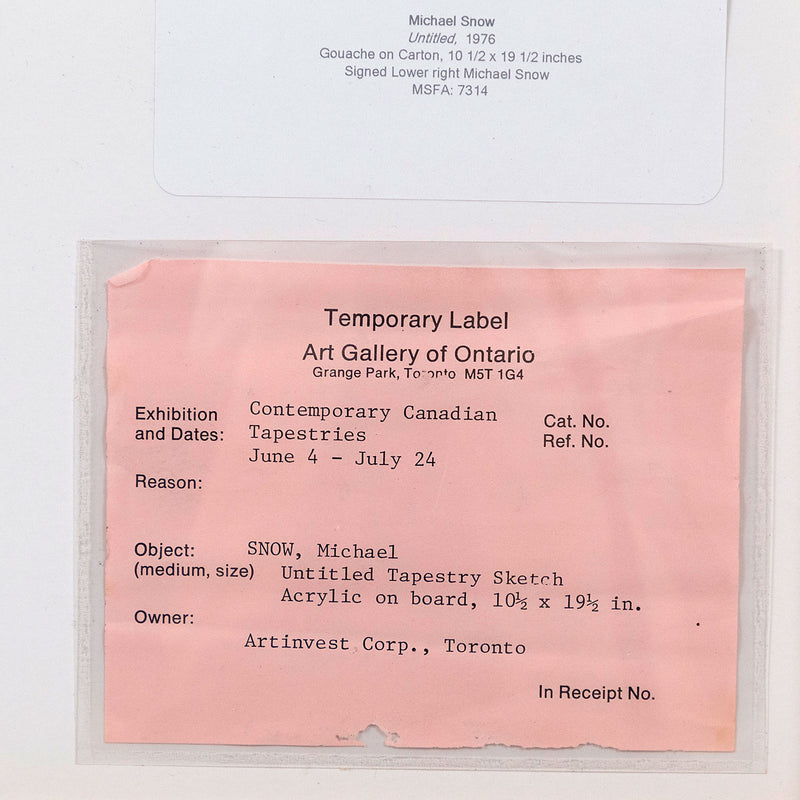 Michael Snow
Untitled, 1976
Gouache on Carton, 10 1/2 x 19 1/2 inches
Signed Lower right Michael Snow
MSFA: 7314
Temporary Label
Art Gallery of Ontario
Grange Park, Toronto M5T 1G4
Exhibition and Dates: Contemporary Canadian
Tapestries
June 4 - July 24
Cat. No.
Ref. No.
Reason:
Object: SNOW, Michael
(medium, size) Untitled Tapestry Sketch
Acrylic on board, 10½ x 19½ in.
Owner:
Artinvest Corp., Toronto
In Receipt No.